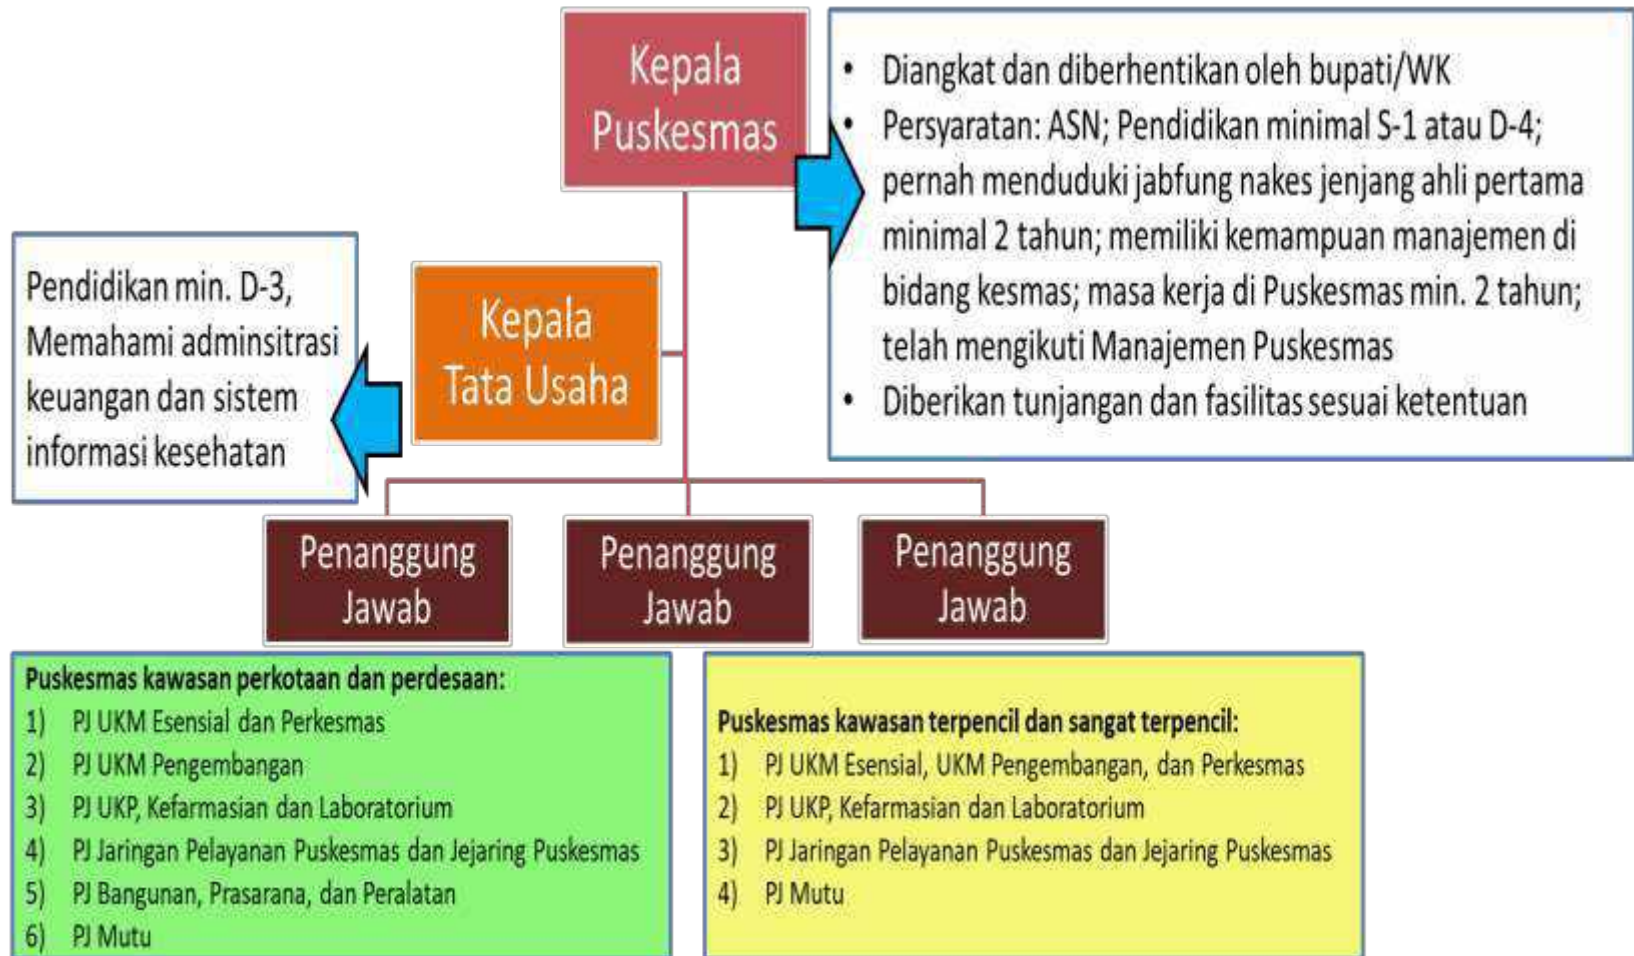 Kepala
Puskesmas
• Diangkat dan diberhentikan oleh bupati/WK
• Persyaratan: ASN; Pendidikan minimal S-1 atau D-4;
pernah menduduki jabfung nakes jenjang ahli pertama
minimal 2 tahun; memiliki kemampuan manajemen di
bidang kesmas; masa kerja di Puskesmas min. 2 tahun;
telah mengikuti Manajemen Puskesmas
• Diberikan tunjangan dan fasilitas sesuai ketentuan
Pendidikan min. D-3,
Memahami adminsitrasi
keuangan dan sistem
informasi kesehatan
Kepala
Tata Usaha
Penanggung
Jawab
Penanggung
Jawab
Penanggung
Jawab
Puskesmas kawasan perkotaan dan perdesaan:
1) PJ UKM Esensial dan Perkesmas
2) PJ UKM Pengembangan
3) PJ UKP, Kefarmasian dan Laboratorium
4) PJ Jaringan Pelayanan Puskesmas dan Jejaring Puskesmas
5) PJ Bangunan, Prasarana, dan Peralatan
6) PJ Mutu
Puskesmas kawasan terpencil dan sangat terpencil:
1) PJ UKM Esensial, UKM Pengembangan, dan Perkesmas
2) PJ UKP, Kefarmasian dan Laboratorium
3) PJ Jaringan Pelayanan Puskesmas dan Jejaring Puskesmas
4) PJ Mutu